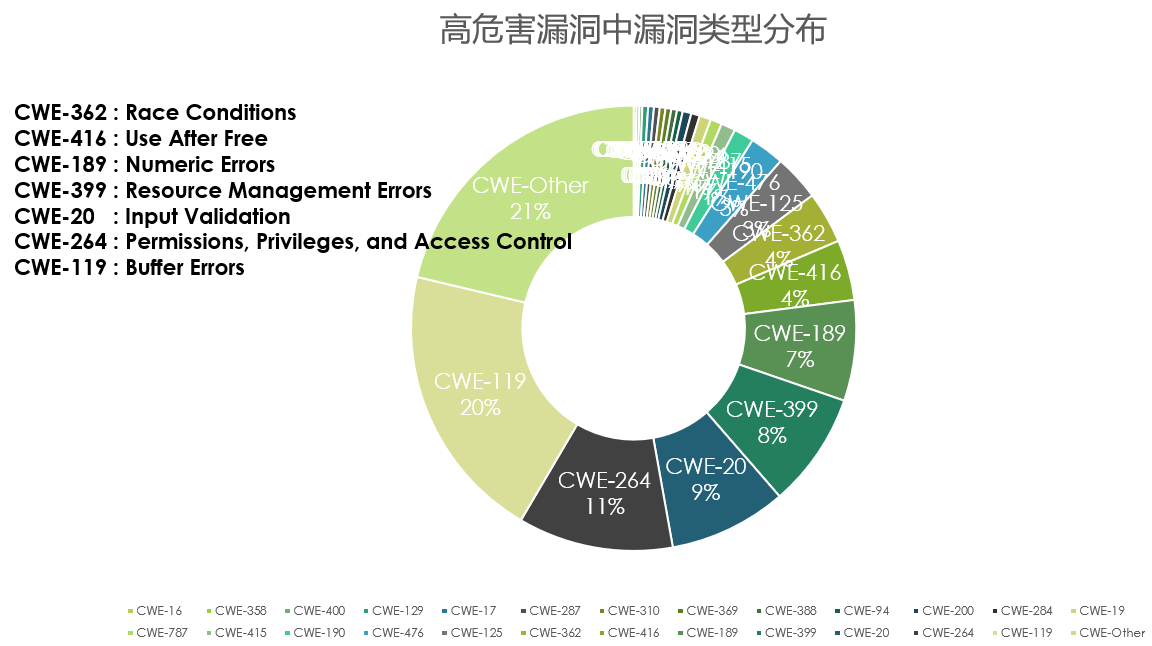 高危害漏洞中漏洞类型分布
CWE-362 : Race Conditions
CWE-416 : Use After Free
CWE-189 : Numeric Errors
CWE-399 : Resource Management Errors
CWE-20 : Input Validation
CWE-264 : Permissions, Privileges, and Access Control
CWE-119 : Buffer Errors
CWE-Other
21%
CWE-125
3%
CWE-362
4%
CWE-416
4%
CWE-189
7%
CWE-399
8%
CWE-20
9%
CWE-264
11%
CWE-119
20%
CWE-16 CWE-358 CWE-400 CWE-129 CWE-17 CWE-287 CWE-310 CWE-369 CWE-388 CWE-94 CWE-200 CWE-284 CWE-19
CWE-787 CWE-415 CWE-190 CWE-476 CWE-125 CWE-362 CWE-416 CWE-189 CWE-399 CWE-20 CWE-264 CWE-119 CWE-Other